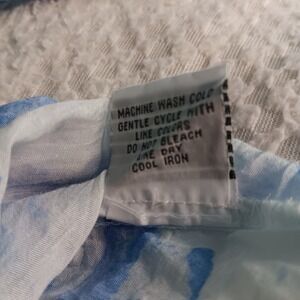 MACHINE WASH COLD
GENTLE CYCLE WITH
LIKE COLORS
DO NOT BLEACH
LINE DRY
COOL IRON